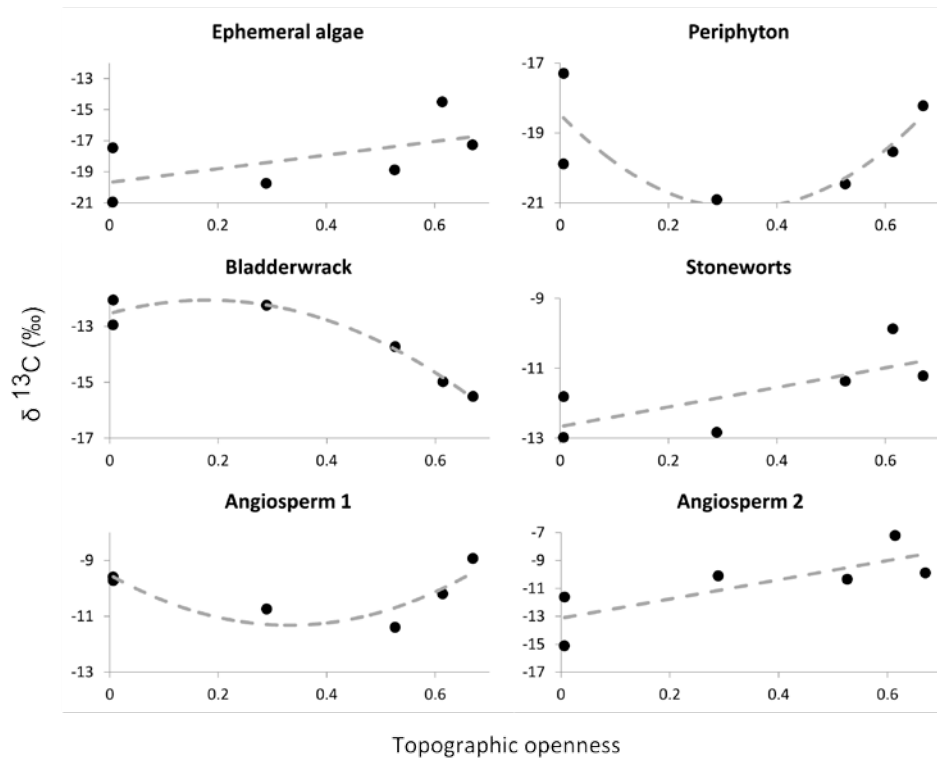 Ephemeral algae
-13
-15
-17
-19
-21
0 0.2 0.4 0.6
Periphyton
-17
-19
-21
0 0.2 0.4 0.6
Bladderwrack
-13
-15
-17
0 0.2 0.4 0.6
Stoneworts
-9
-11
-13
0 0.2 0.4 0.6
Angiosperm 1
-9
-11
-13
0 0.2 0.4 0.6
Angiosperm 2
-7
-9
-11
-13
-15
-17
0 0.2 0.4 0.6
δ ¹³C (‰)
Topographic openness